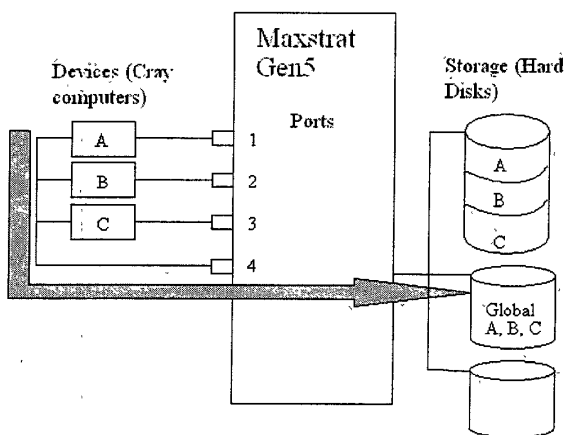 Maxstrat
Gen5
Devices (Cray
computers)
Storage (Hard
Disks)
Ports
A
1
B
2
C
3
4
A
B
C
Global
A, B, C